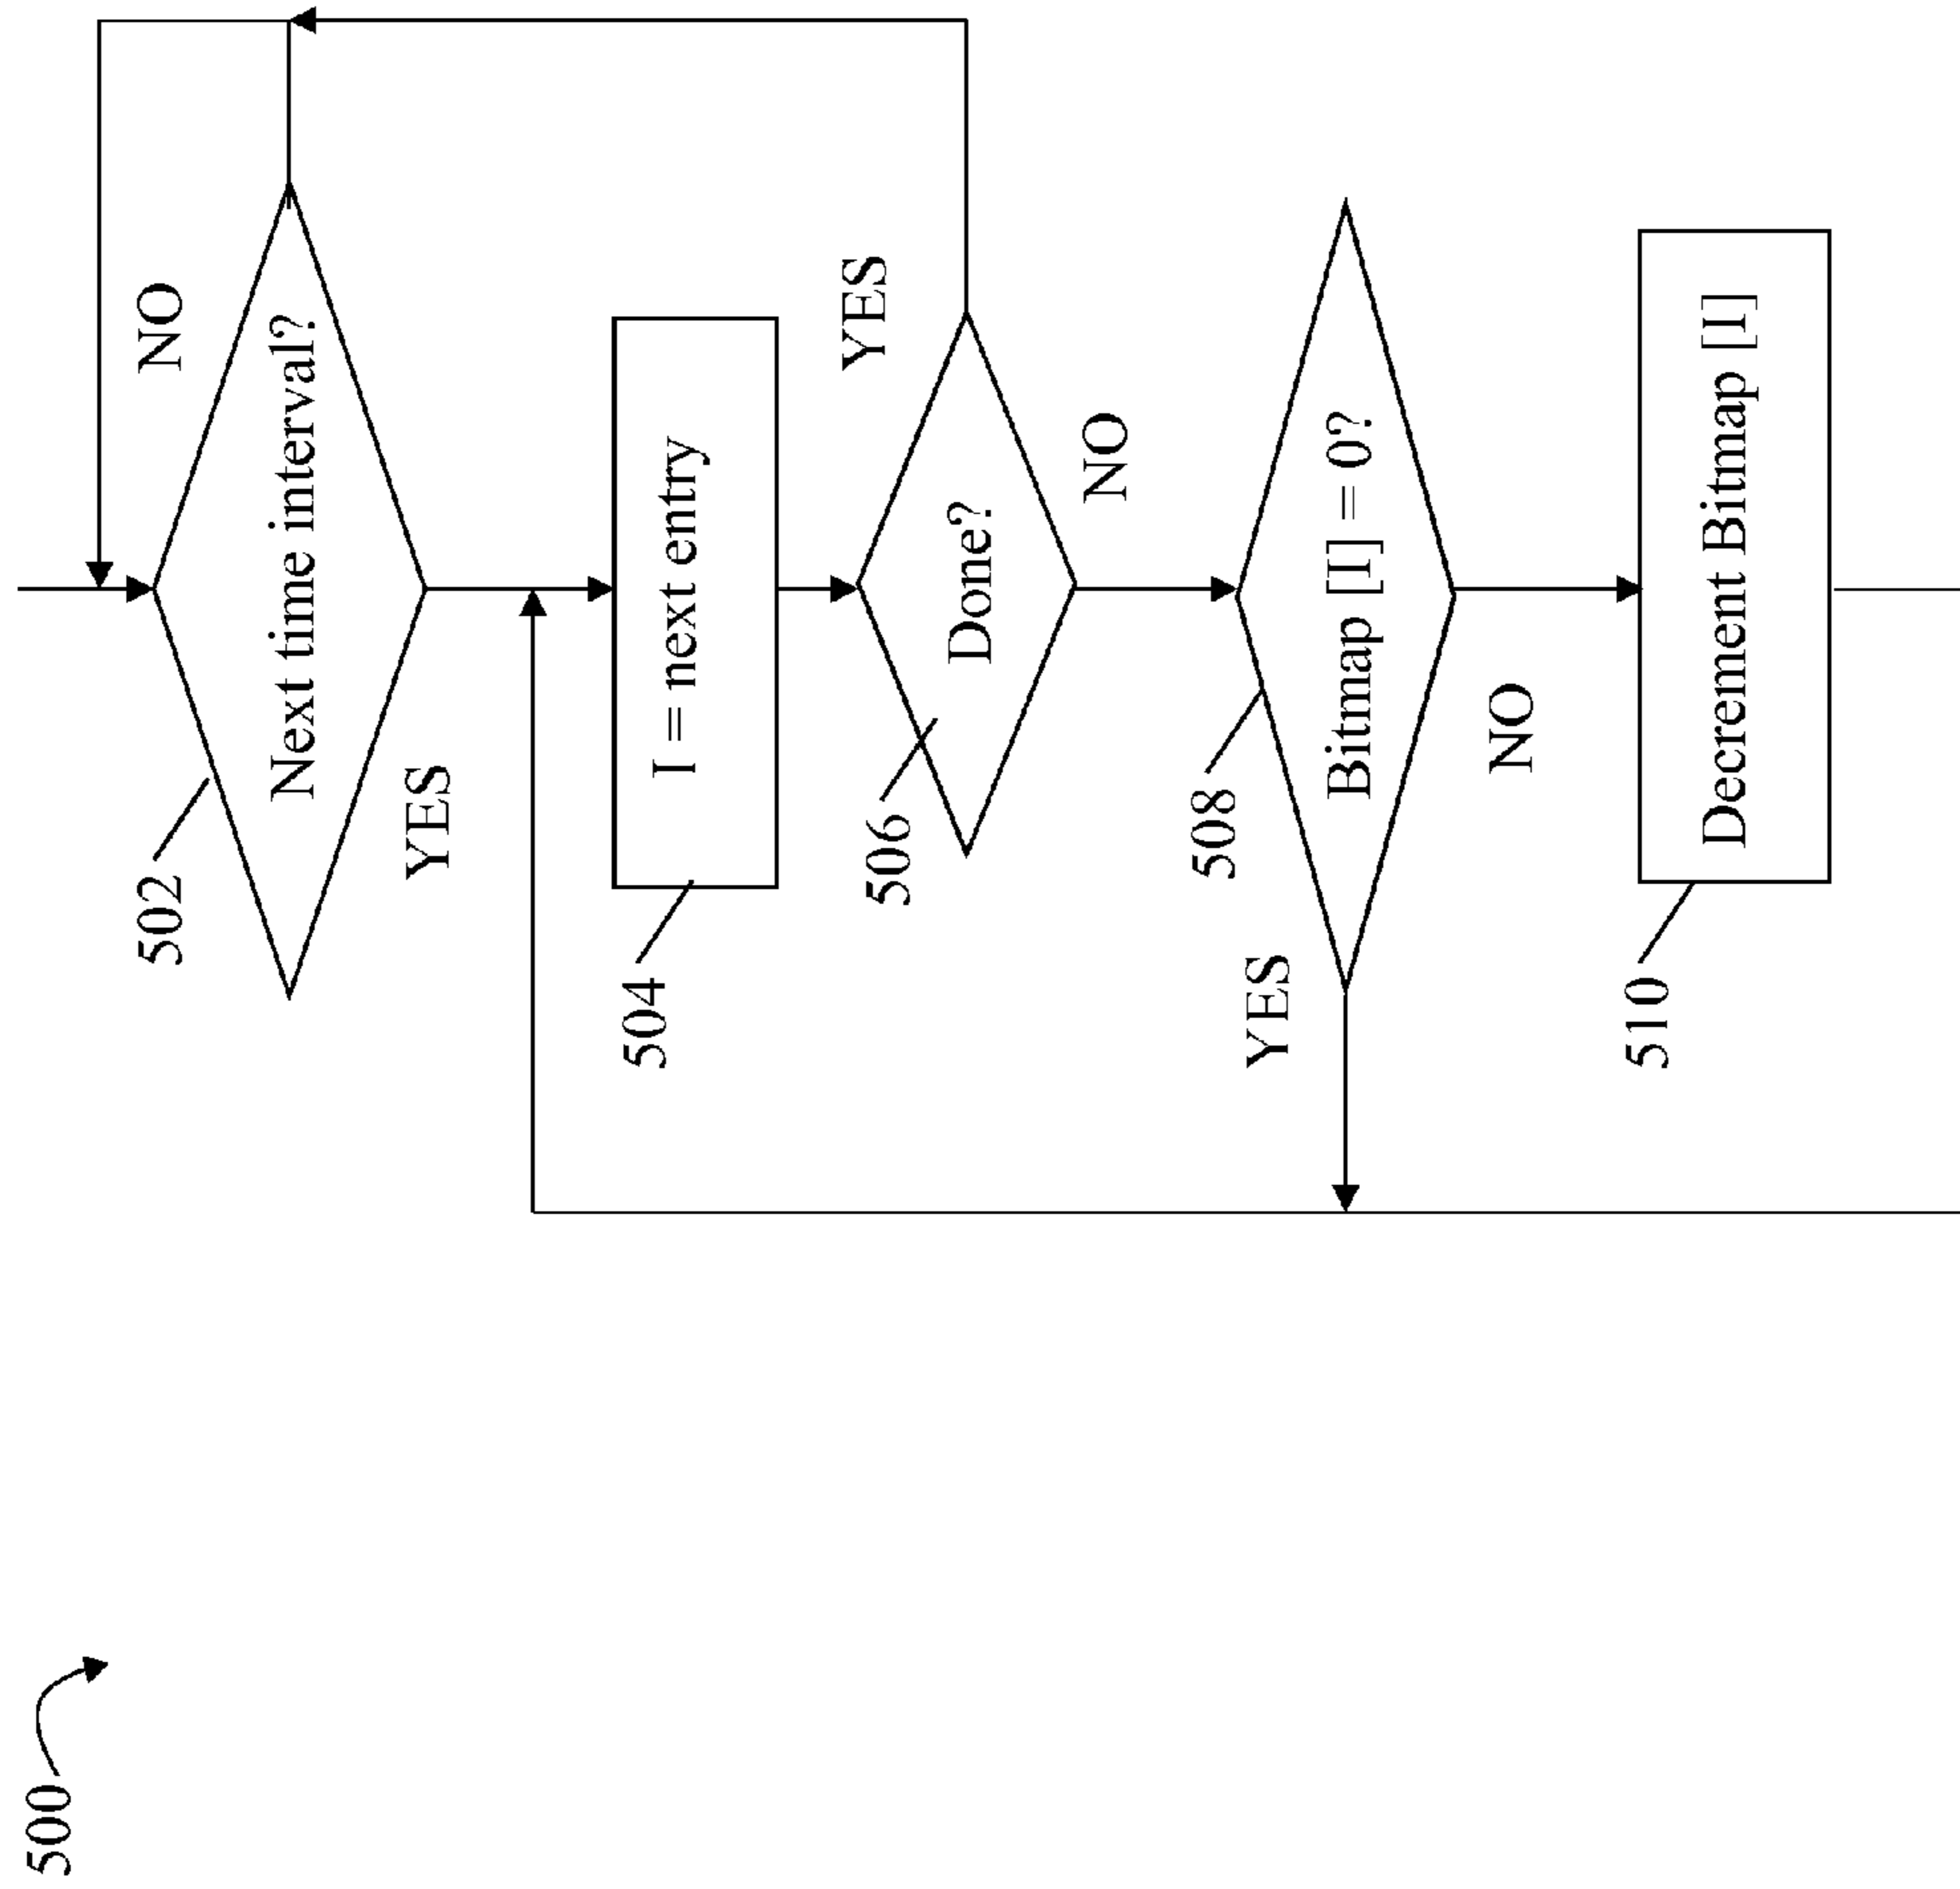 500
502
Next time interval?
NO
YES
504
I = next entry
506
Done?
YES
NO
508
Bitmap [I] = 0?
YES
NO
510
Decrement Bitmap [I]